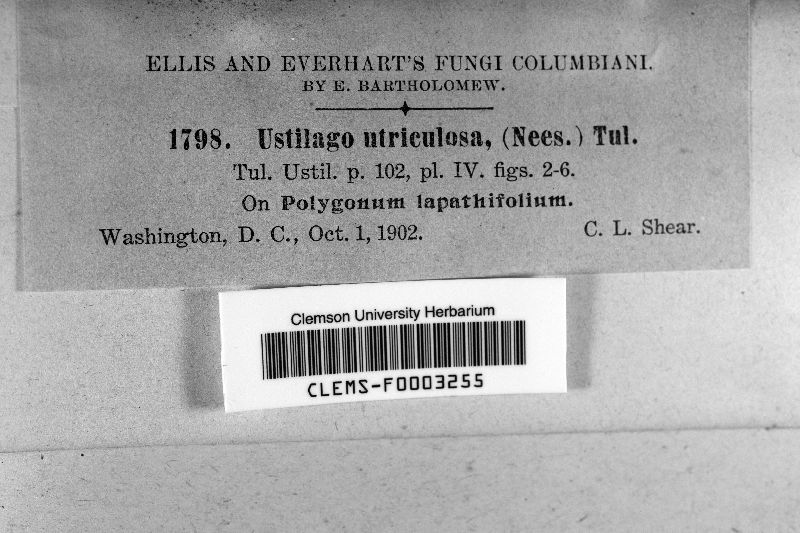 ELLIS AND EVERHART'S FUNGI COLUMBIANI.
BY E. BARTHOLOMEW.
1798. Ustilago utriculosa, (Nees.) Tul.
Tul. Ustil. p. 102, pl. IV. figs. 2-6.
On Polygonum lapathifolium.
Washington, D. C., Oct. 1, 1902. C. L. Shear.
Clemson University Herbarium
CLEMS-F0003255